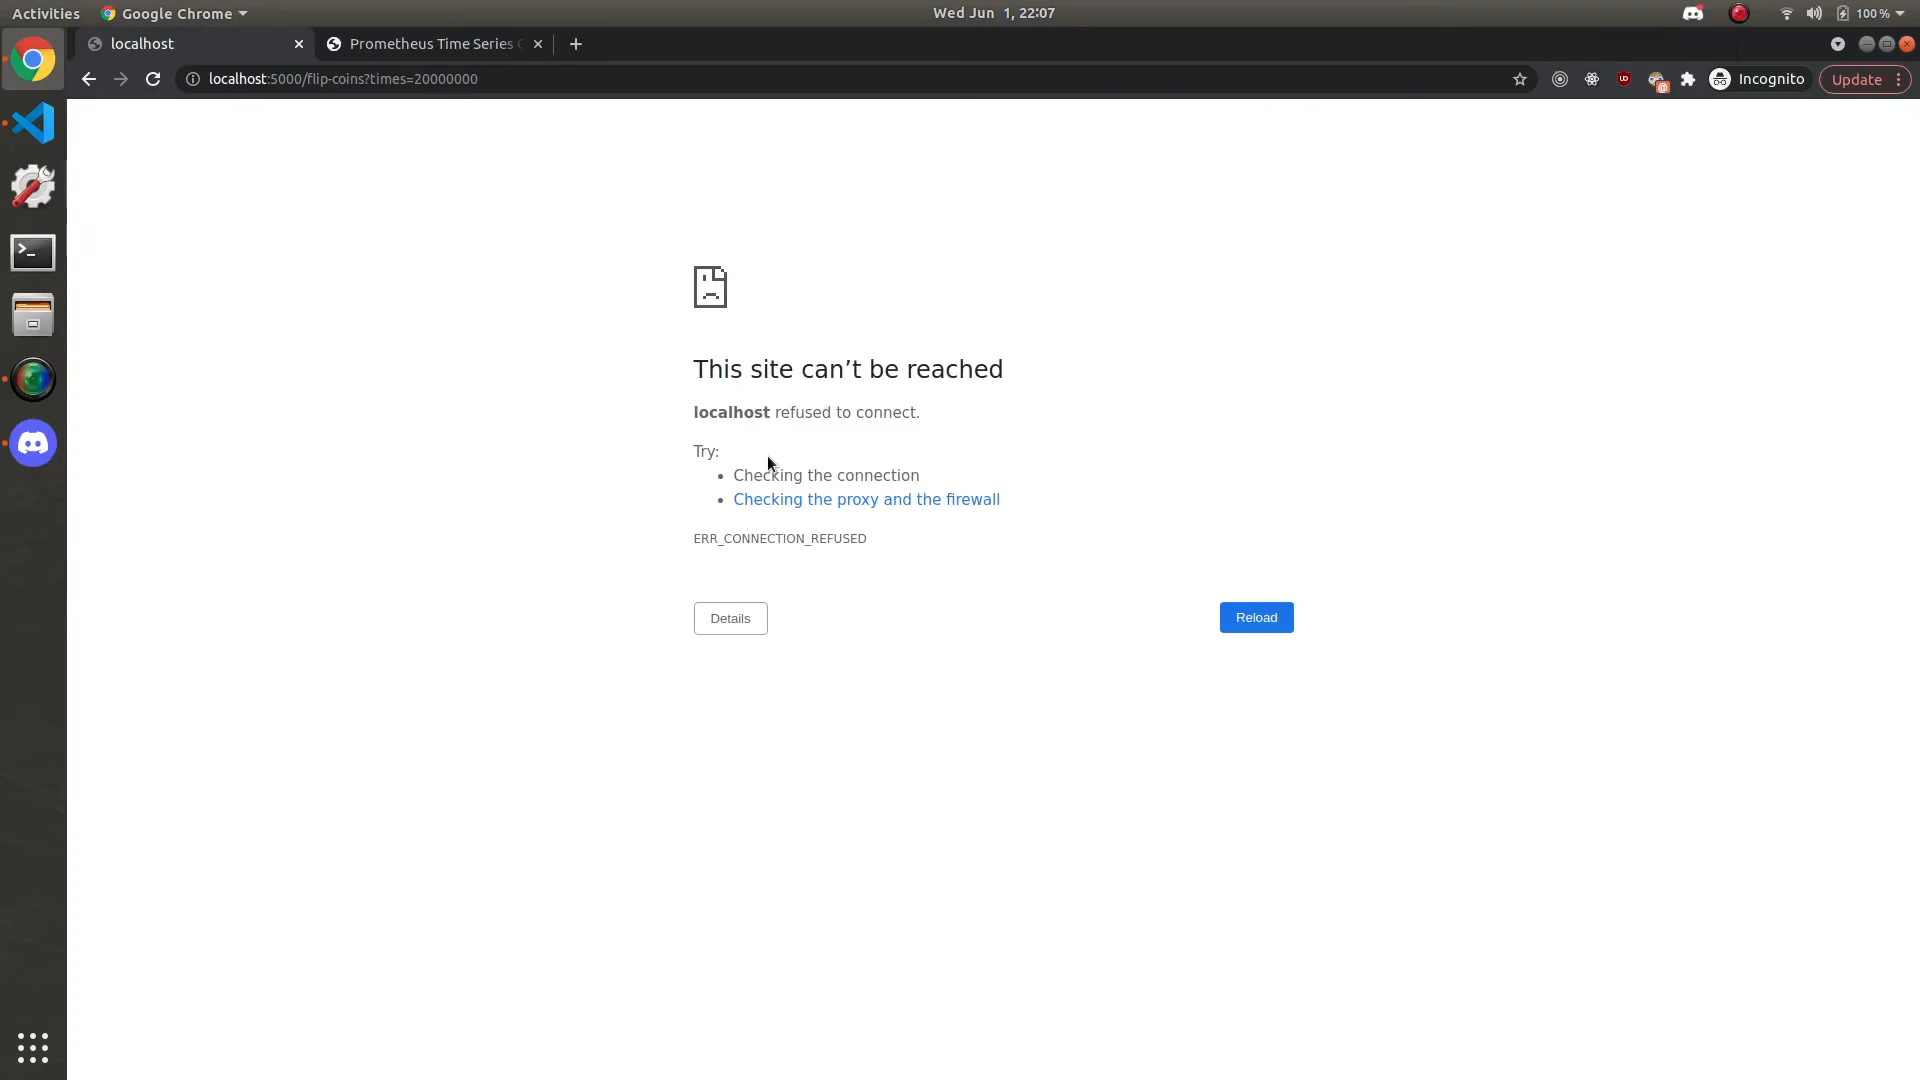 Activities
Google Chrome
Wed Jun 1, 22:07
100 %
localhost
Prometheus Time Series
localhost:5000/flip-coins?times=20000000
Incognito
Update
This site can’t be reached
localhost refused to connect.
Try:
• Checking the connection
• Checking the proxy and the firewall
ERR_CONNECTION_REFUSED
Details
Reload